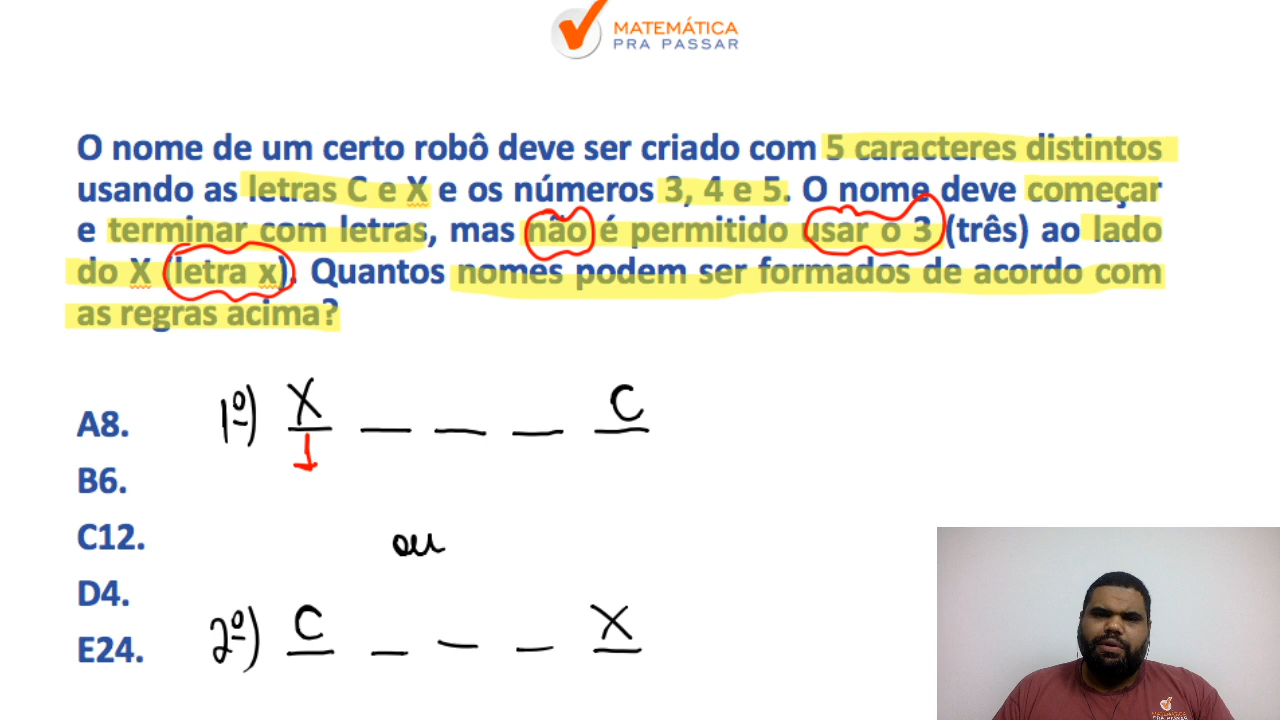 MATEMÁTICA
PRA PASSAR
O nome de um certo robô deve ser criado com 5 caracteres distintos
usando as letras C e X e os números 3, 4 e 5. O nome deve começar
e terminar com letras, mas não é permitido usar o 3 (três) ao lado
do X (letra x). Quantos nomes podem ser formados de acordo com
as regras acima?
1º) X _ _ _ C
A8.
B6.
C12.
ou
D4.
2º) C _ _ _ X
E24.
MATEMÁTICA
PRA PASSAR